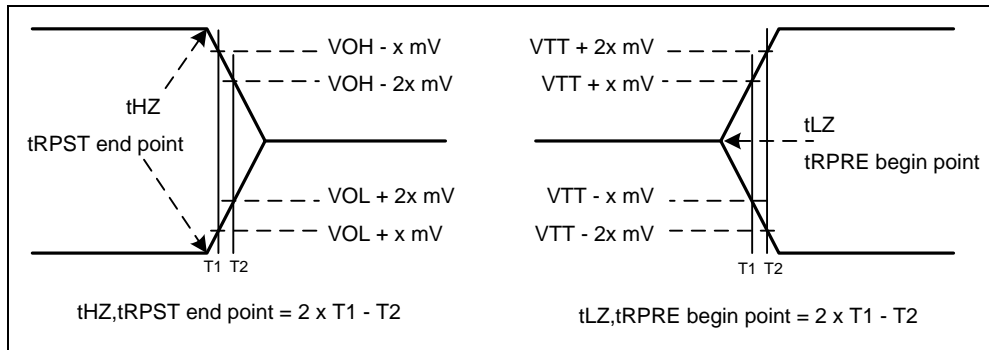 VOH - x mV
VOH - 2x mV
tHZ
tRPST end point
VOL + 2x mV
VOL + x mV
T1 T2
tHZ,tRPST end point = 2 x T1 - T2
VTT + 2x mV
VTT + x mV
tLZ
tRPRE begin point
VTT - x mV
VTT - 2x mV
T1 T2
tLZ,tRPRE begin point = 2 x T1 - T2